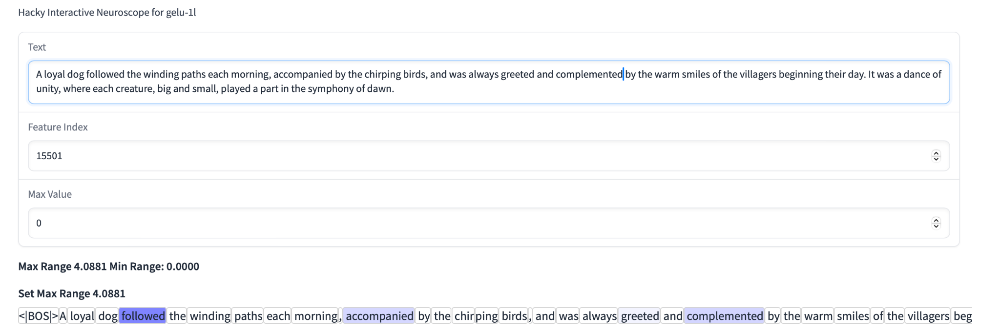 Hacky Interactive Neuroscope for gelu-1l
Text
A loyal dog followed the winding paths each morning, accompanied by the chirping birds, and was always greeted and complemented by the warm smiles of the villagers beginning their day. It was a dance of
unity, where each creature, big and small, played a part in the symphony of dawn.
Feature Index
15501
Max Value
0
Max Range 4.0881 Min Range: 0.0000
Set Max Range 4.0881
<|BOS|>A loyal dog followed the winding paths each morning, accompanied by the chirping birds, and was always greeted and complemented by the warm smiles of the villagers beg